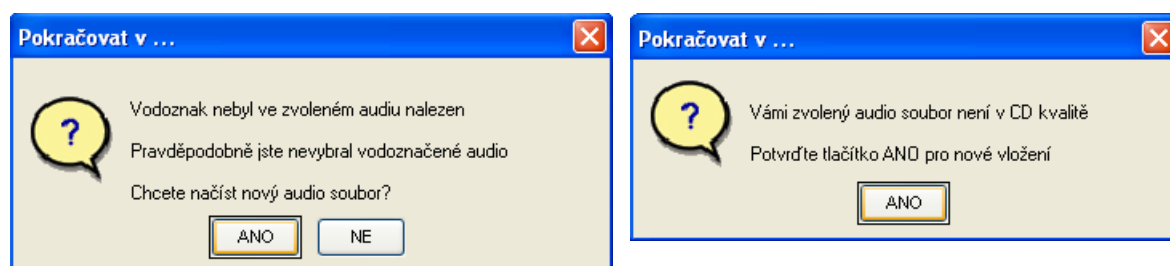 Pokračovat v ...
?
Vodoznak nebyl ve zvoleném audiu nalezen
Pravděpodobně jste nevybral vodoznačené audio
Chcete načíst nový audio soubor?
ANO NE
Pokračovat v ...
?
Vámi zvolený audio soubor není v CD kvalitě
Potvrďte tlačítko ANO pro nové vložení
ANO